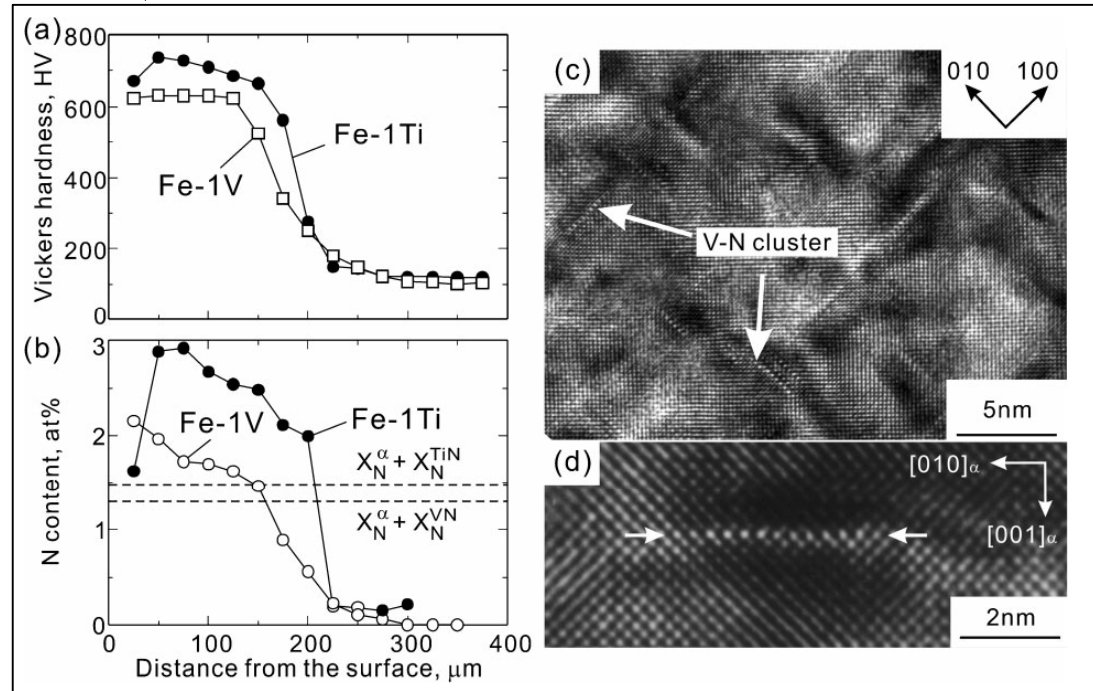 (a)
800
600
400
200
0
Vickers hardness, HV
Fe-1Ti
Fe-1V
(b)
3
2
1
0
N content, at%
Fe-1V
Fe-1Ti
X_N^α + X_N^TiN
X_N^α + X_N^VN
0 100 200 300 400
Distance from the surface, μm
(c)
010 100
V-N cluster
5nm
(d)
[010]α
[001]α
2nm